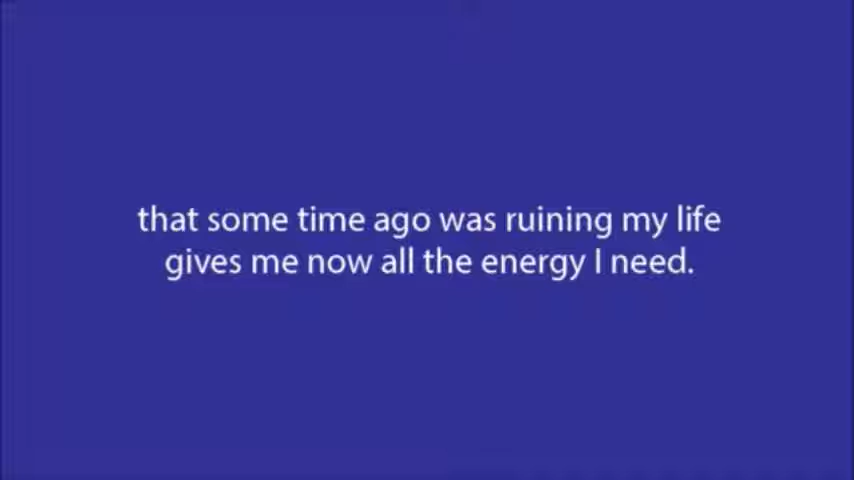 that some time ago was ruining my life
gives me now all the energy I need.